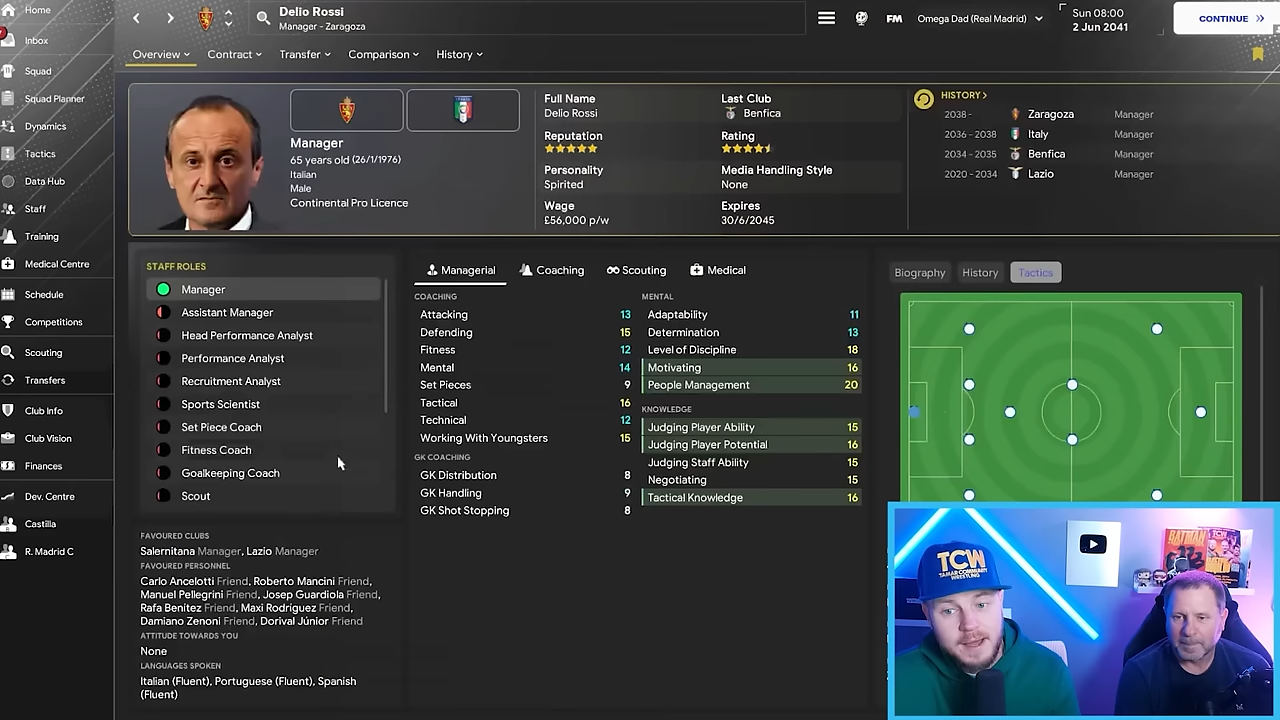 Home
Inbox
Squad
Squad Planner
Dynamics
Tactics
Data Hub
Staff
Training
Medical Centre
Schedule
Competitions
Scouting
Transfers
Club Info
Club Vision
Finances
Dev. Centre
Castilla
R. Madrid C
Delio Rossi
Manager - Zaragoza
FM
Omega Dad (Real Madrid)
Sun 08:00
2 Jun 2041
CONTINUE
Overview
Contract
Transfer
Comparison
History
Manager
65 years old (26/1/1976)
Italian
Male
Continental Pro Licence
Full Name
Delio Rossi
Last Club
Benfica
Reputation
Rating
Personality
Spirited
Media Handling Style
None
Wage
£56,000 p/w
Expires
30/6/2045
HISTORY >
2038 - Zaragoza Manager
2036 - 2038 Italy Manager
2034 - 2035 Benfica Manager
2020 - 2034 Lazio Manager
STAFF ROLES
Manager
Assistant Manager
Head Performance Analyst
Performance Analyst
Recruitment Analyst
Sports Scientist
Set Piece Coach
Fitness Coach
Goalkeeping Coach
Scout
FAVOURED CLUBS
Salernitana Manager, Lazio Manager
FAVOURED PERSONNEL
Carlo Ancelotti Friend, Roberto Mancini Friend,
Manuel Pellegrini Friend, Josep Guardiola Friend,
Rafa Benítez Friend, Maxi Rodríguez Friend,
Damiano Zenoni Friend, Dorival Júnior Friend
ATTITUDE TOWARDS YOU
None
LANGUAGES SPOKEN
Italian (Fluent), Portuguese (Fluent), Spanish
(Fluent)
Managerial
Coaching
Scouting
Medical
COACHING
Attacking 13
Defending 15
Fitness 12
Mental 14
Set Pieces 9
Tactical 16
Technical 12
Working With Youngsters 15
GK COACHING
GK Distribution 8
GK Handling 9
GK Shot Stopping 8
MENTAL
Adaptability 11
Determination 13
Level of Discipline 18
Motivating 16
People Management 20
KNOWLEDGE
Judging Player Ability 15
Judging Player Potential 16
Judging Staff Ability 15
Negotiating 15
Tactical Knowledge 16
Biography
History
Tactics
TCW
TAMAR COMMUNITY
WRESTLING
BATMAN